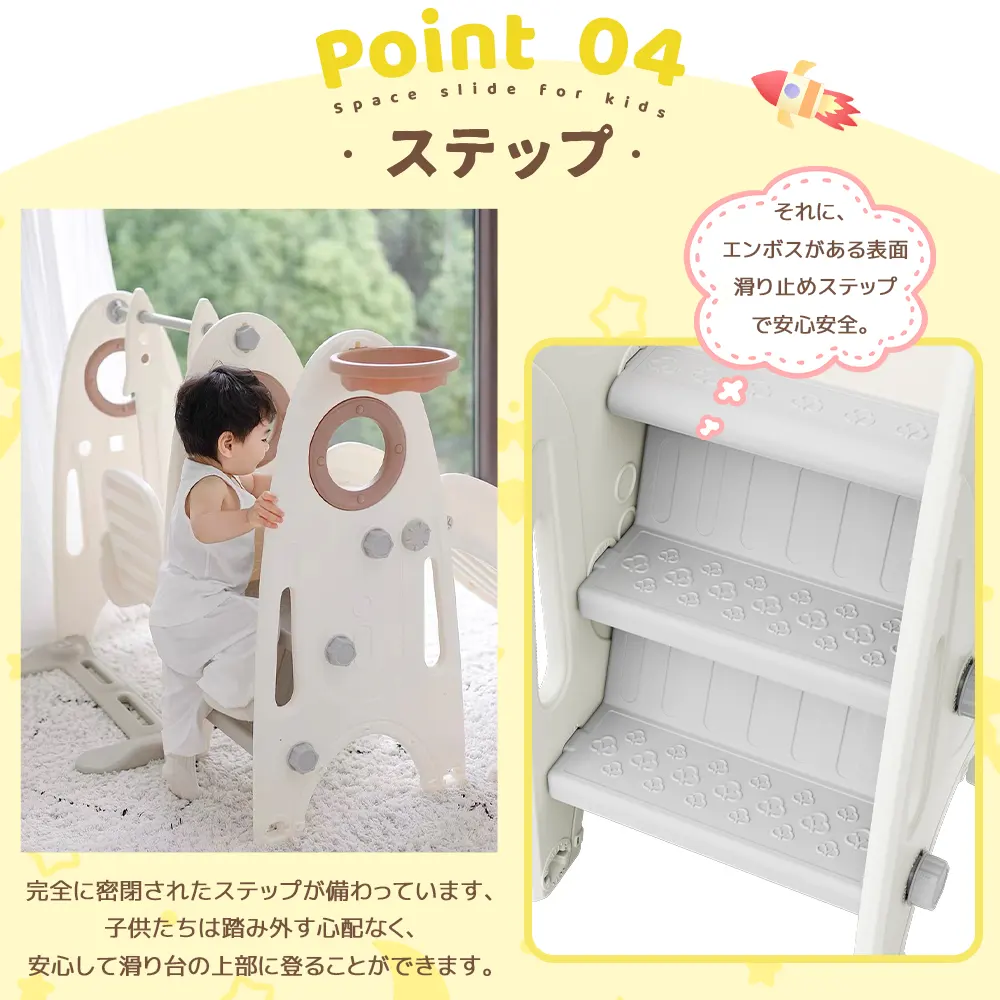 Point 04
Space slide for kids
・ステップ・
それに、
エンボスがある表面
滑り止めステップ
で安心安全。
完全に密閉されたステップが備わっています、
子供たちは踏み外す心配なく、
安心して滑り台の上部に登ることができます。